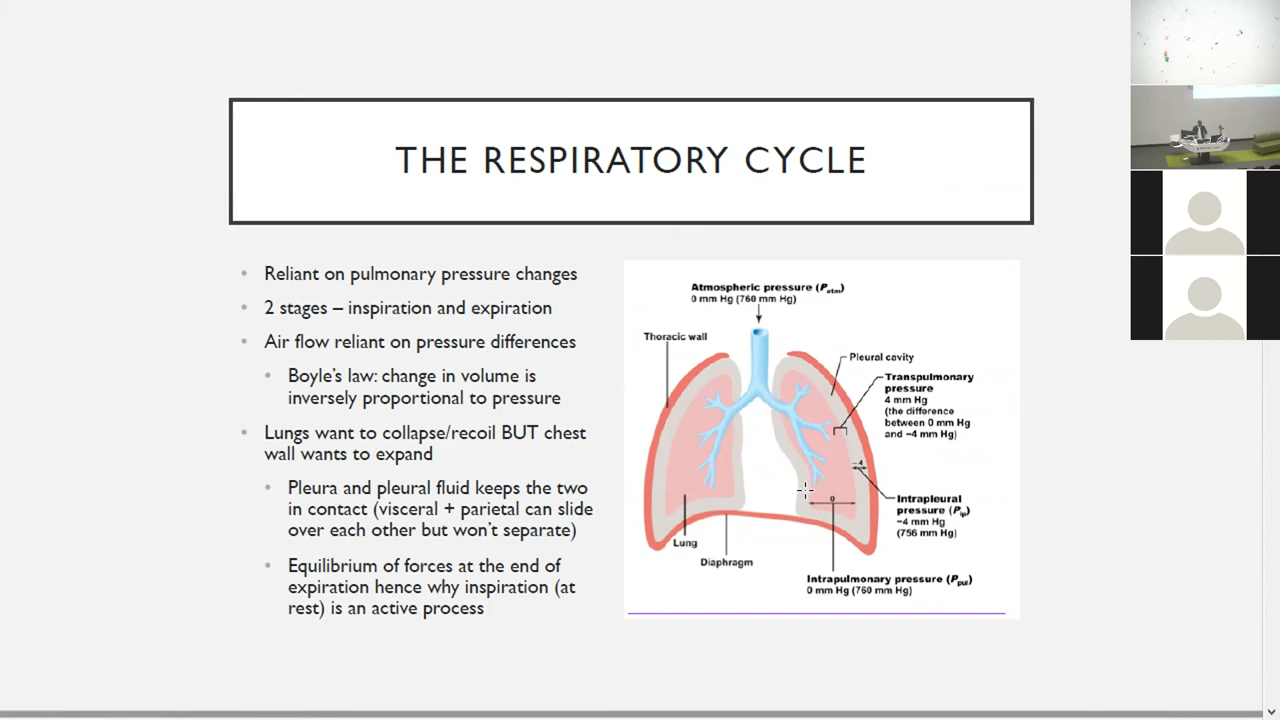 THE RESPIRATORY CYCLE
• Reliant on pulmonary pressure changes
• 2 stages – inspiration and expiration
• Air flow reliant on pressure differences
• Boyle's law: change in volume is
inversely proportional to pressure
• Lungs want to collapse/recoil BUT chest
wall wants to expand
• Pleura and pleural fluid keeps the two
in contact (visceral + parietal can slide
over each other but won't separate)
• Equilibrium of forces at the end of
expiration hence why inspiration (at
rest) is an active process
Atmospheric pressure (Patm)
0 mm Hg (760 mm Hg)
Thoracic wall
Pleural cavity
Transpulmonary
pressure
4 mm Hg
(the difference
between 0 mm Hg
and −4 mm Hg)
−4
0
Intrapleural
pressure (Pip)
−4 mm Hg
(756 mm Hg)
Lung
Diaphragm
Intrapulmonary pressure (Ppul)
0 mm Hg (760 mm Hg)